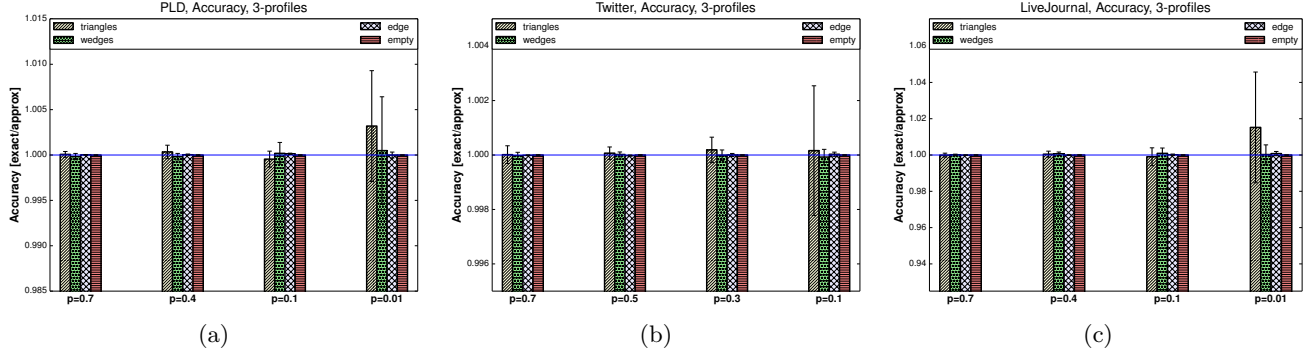 PLD, Accuracy, 3-profiles
triangles
wedges
edge
empty
Accuracy [exact/approx]
1.015
1.010
1.005
1.000
0.995
0.990
0.985
p=0.7
p=0.4
p=0.1
p=0.01
(a)
Twitter, Accuracy, 3-profiles
triangles
wedges
edge
empty
Accuracy [exact/approx]
1.004
1.002
1.000
0.998
0.996
p=0.7
p=0.5
p=0.3
p=0.1
(b)
LiveJournal, Accuracy, 3-profiles
triangles
wedges
edge
empty
Accuracy [exact/approx]
1.06
1.04
1.02
1.00
0.98
0.96
0.94
p=0.7
p=0.4
p=0.1
p=0.01
(c)